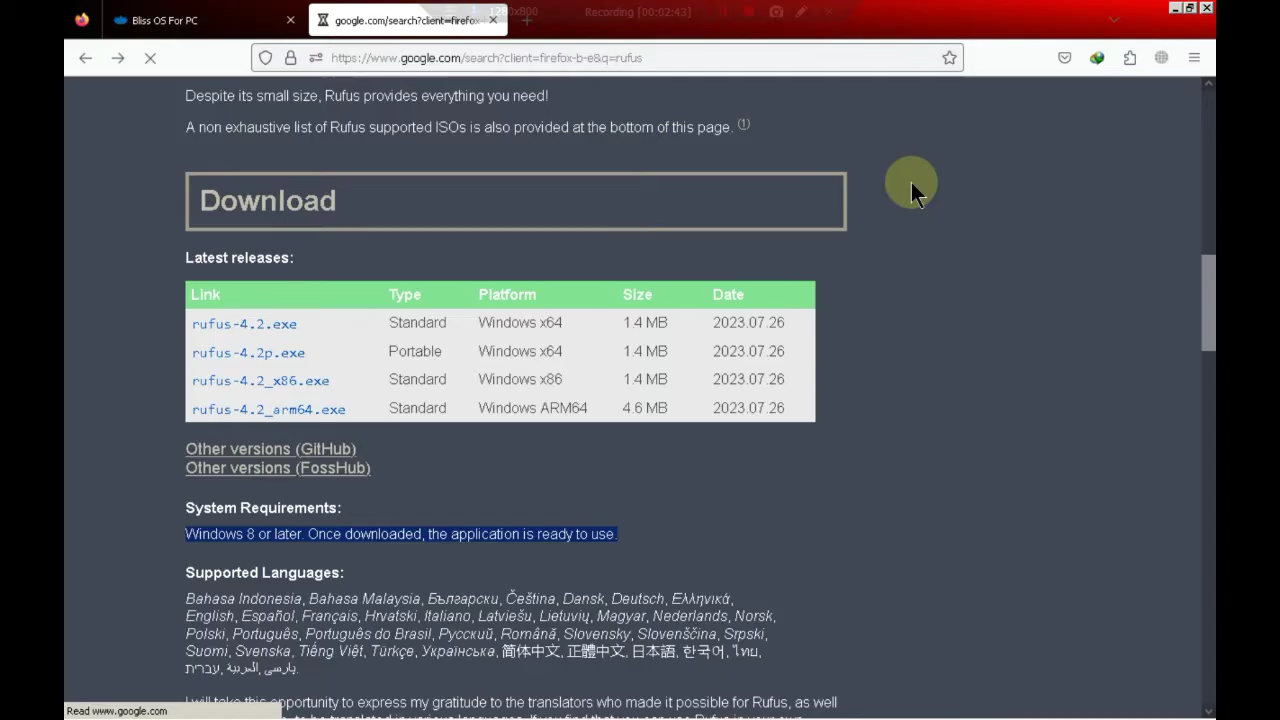 Bliss OS For PC
google.com/search?client=firefox-
1280x800
Recording [00:02:43]
https://www.google.com/search?client=firefox-b-e&q=rufus
Despite its small size, Rufus provides everything you need!
A non exhaustive list of Rufus supported ISOs is also provided at the bottom of this page. (1)
Download
Latest releases:
Link Type Platform Size Date
rufus-4.2.exe Standard Windows x64 1.4 MB 2023.07.26
rufus-4.2p.exe Portable Windows x64 1.4 MB 2023.07.26
rufus-4.2_x86.exe Standard Windows x86 1.4 MB 2023.07.26
rufus-4.2_arm64.exe Standard Windows ARM64 4.6 MB 2023.07.26
Other versions (GitHub)
Other versions (FossHub)
System Requirements:
Windows 8 or later. Once downloaded, the application is ready to use.
Supported Languages:
Bahasa Indonesia, Bahasa Malaysia, Български, Čeština, Dansk, Deutsch, Ελληνικά,
English, Español, Français, Hrvatski, Italiano, Latviešu, Lietuvių, Magyar, Nederlands, Norsk,
Polski, Português, Português do Brasil, Русский, Română, Slovensky, Slovenščina, Srpski,
Suomi, Svenska, Tiếng Việt, Türkçe, Українська, 简体中文, 正體中文, 日本語, 한국어, ไทย,
עברית, العربية, پارسی.
I will take this opportunity to express my gratitude to the translators who made it possible for Rufus, as well
Read www.google.com